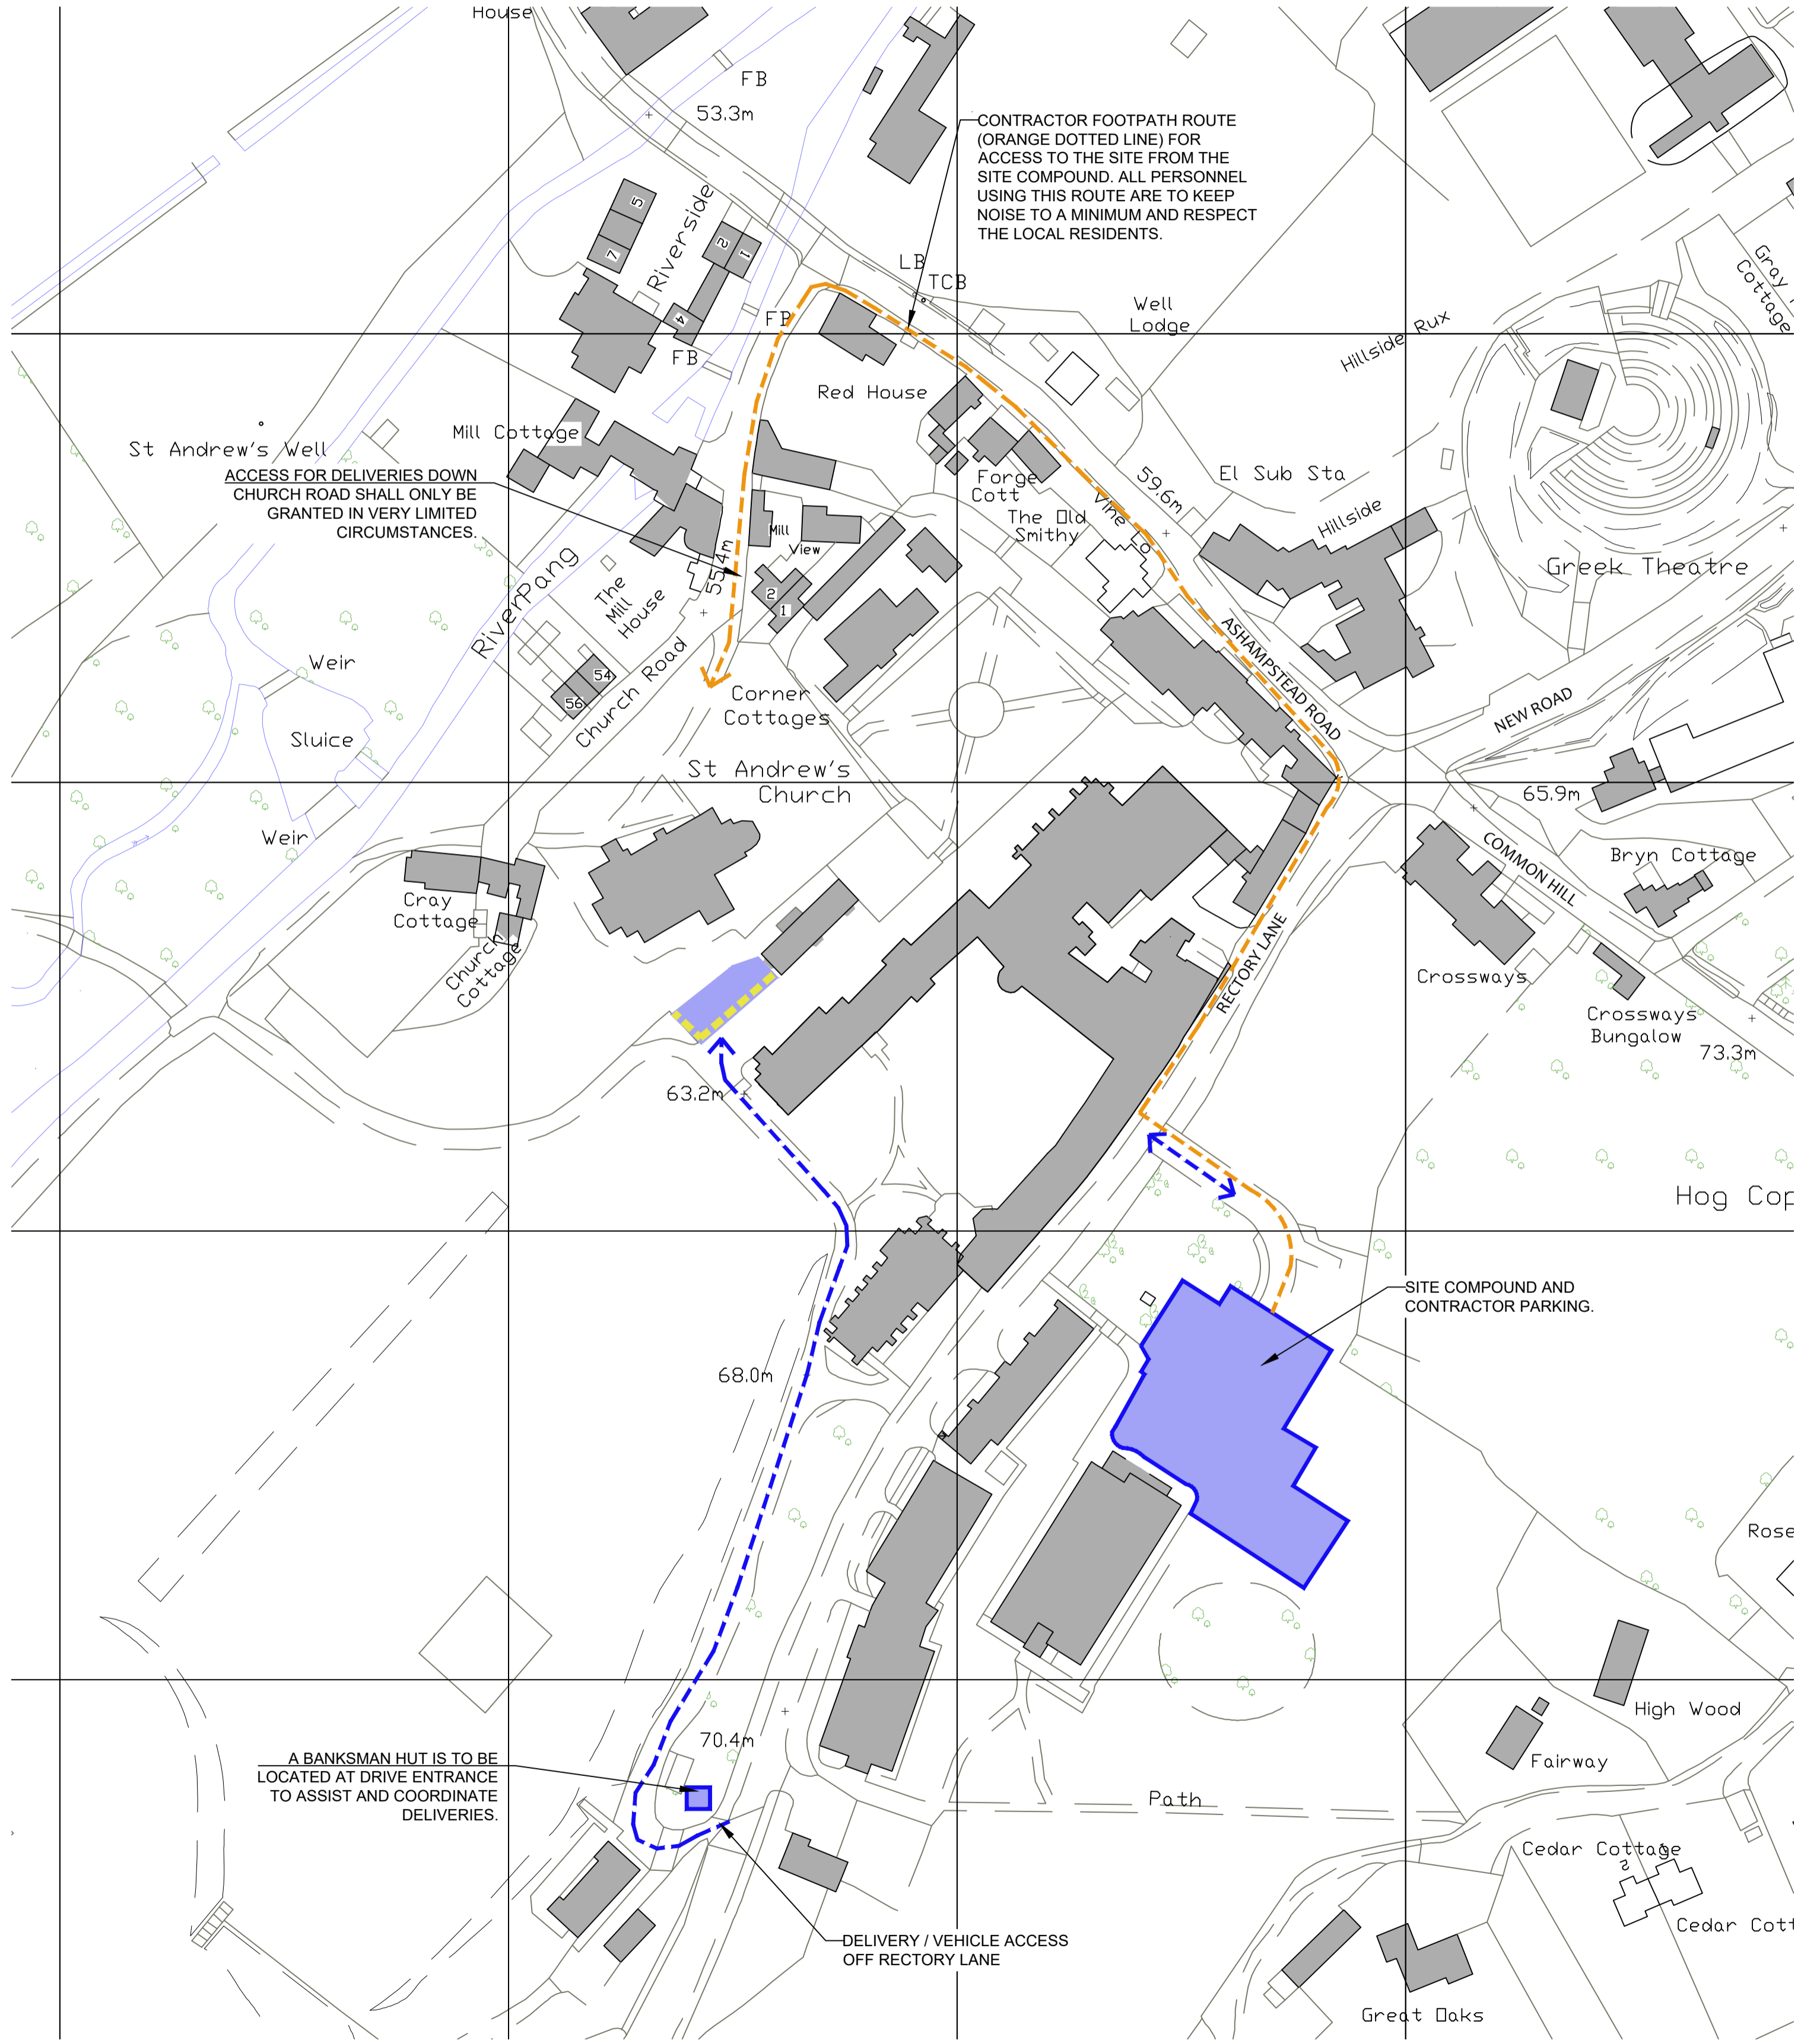 House
FB
53.3m
CONTRACTOR FOOTPATH ROUTE
(ORANGE DOTTED LINE) FOR
ACCESS TO THE SITE FROM THE
SITE COMPOUND. ALL PERSONNEL
USING THIS ROUTE ARE TO KEEP
NOISE TO A MINIMUM AND RESPECT
THE LOCAL RESIDENTS.
5
7
Riverside
2
1
4
FB
FB
LB
TCB
Well
Lodge
Hillside Rux
Gray
Cottage
Red House
Mill Cottage
St Andrew's Well
ACCESS FOR DELIVERIES DOWN
CHURCH ROAD SHALL ONLY BE
GRANTED IN VERY LIMITED
CIRCUMSTANCES.
Forge
Cott
The Old
Smithy
Vine
59.6m
El Sub Sta
Hillside
Greek Theatre
Mill
View
55.4m
2
1
River Pang
The
Mill
House
54
56
Church Road
Corner
Cottages
Weir
Sluice
Weir
St Andrew's
Church
ASHAMPSTEAD ROAD
NEW ROAD
65.9m
COMMON HILL
Bryn Cottage
Cray
Cottage
Church
Cottage
RECTORY LANE
Crossways
Crossways
Bungalow
73.3m
63.2m
Hog Cop
SITE COMPOUND AND
CONTRACTOR PARKING.
68.0m
Rose
High Wood
Fairway
70.4m
A BANKSMAN HUT IS TO BE
LOCATED AT DRIVE ENTRANCE
TO ASSIST AND COORDINATE
DELIVERIES.
Path
Cedar Cottage
2
Cedar Cott
DELIVERY / VEHICLE ACCESS
OFF RECTORY LANE
Great Oaks